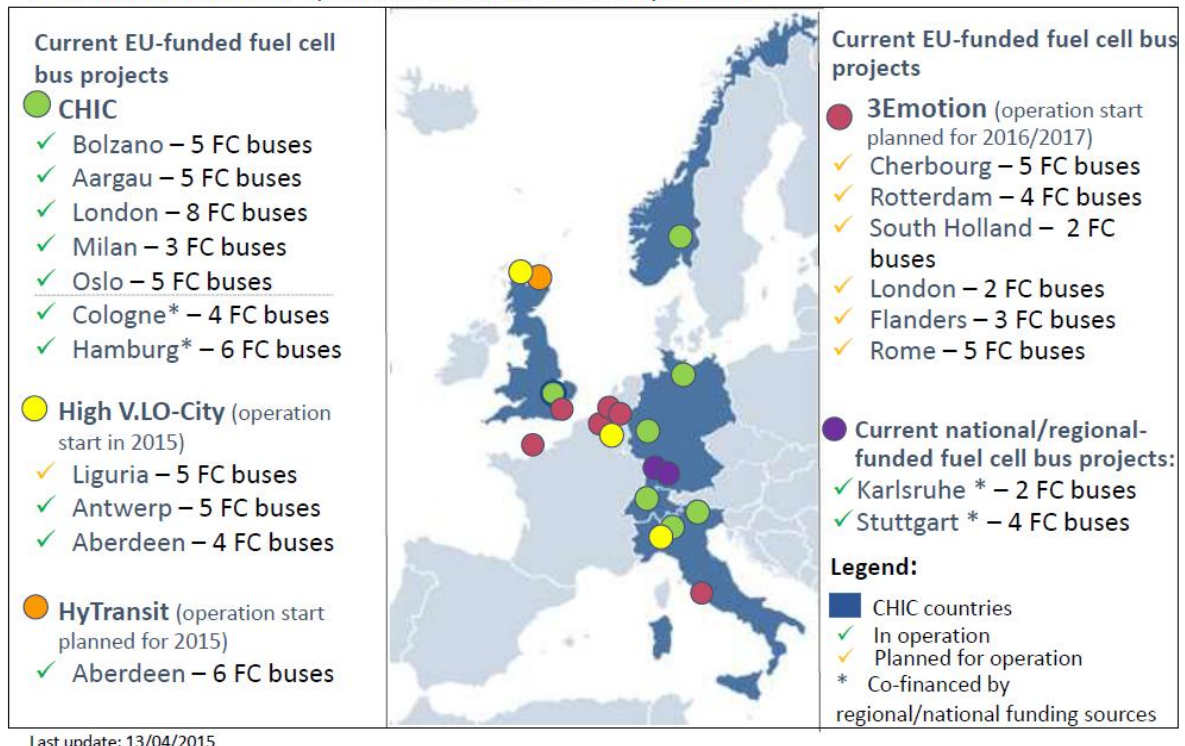 Current EU-funded fuel cell
bus projects
CHIC
✓ Bolzano – 5 FC buses
✓ Aargau – 5 FC buses
✓ London – 8 FC buses
✓ Milan – 3 FC buses
✓ Oslo – 5 FC buses
✓ Cologne* – 4 FC buses
✓ Hamburg* – 6 FC buses
High V.LO-City (operation
start in 2015)
✓ Liguria – 5 FC buses
✓ Antwerp – 5 FC buses
✓ Aberdeen – 4 FC buses
HyTransit (operation start
planned for 2015)
✓ Aberdeen – 6 FC buses
Current EU-funded fuel cell bus
projects
3Emotion (operation start
planned for 2016/2017)
✓ Cherbourg – 5 FC buses
✓ Rotterdam – 4 FC buses
✓ South Holland – 2 FC
buses
✓ London – 2 FC buses
✓ Flanders – 3 FC buses
✓ Rome – 5 FC buses
Current national/regional-
funded fuel cell bus projects:
✓ Karlsruhe * – 2 FC buses
✓ Stuttgart * – 4 FC buses
Legend:
CHIC countries
✓ In operation
✓ Planned for operation
* Co-financed by
regional/national funding sources
Last update: 13/04/2015